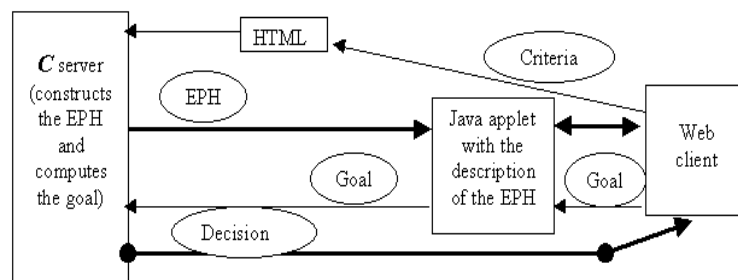 C server
(constructs
the EPH
and
computes
the goal)
HTML
Criteria
EPH
Java applet
with the
description
of the EPH
Web
client
Goal
Goal
Decision